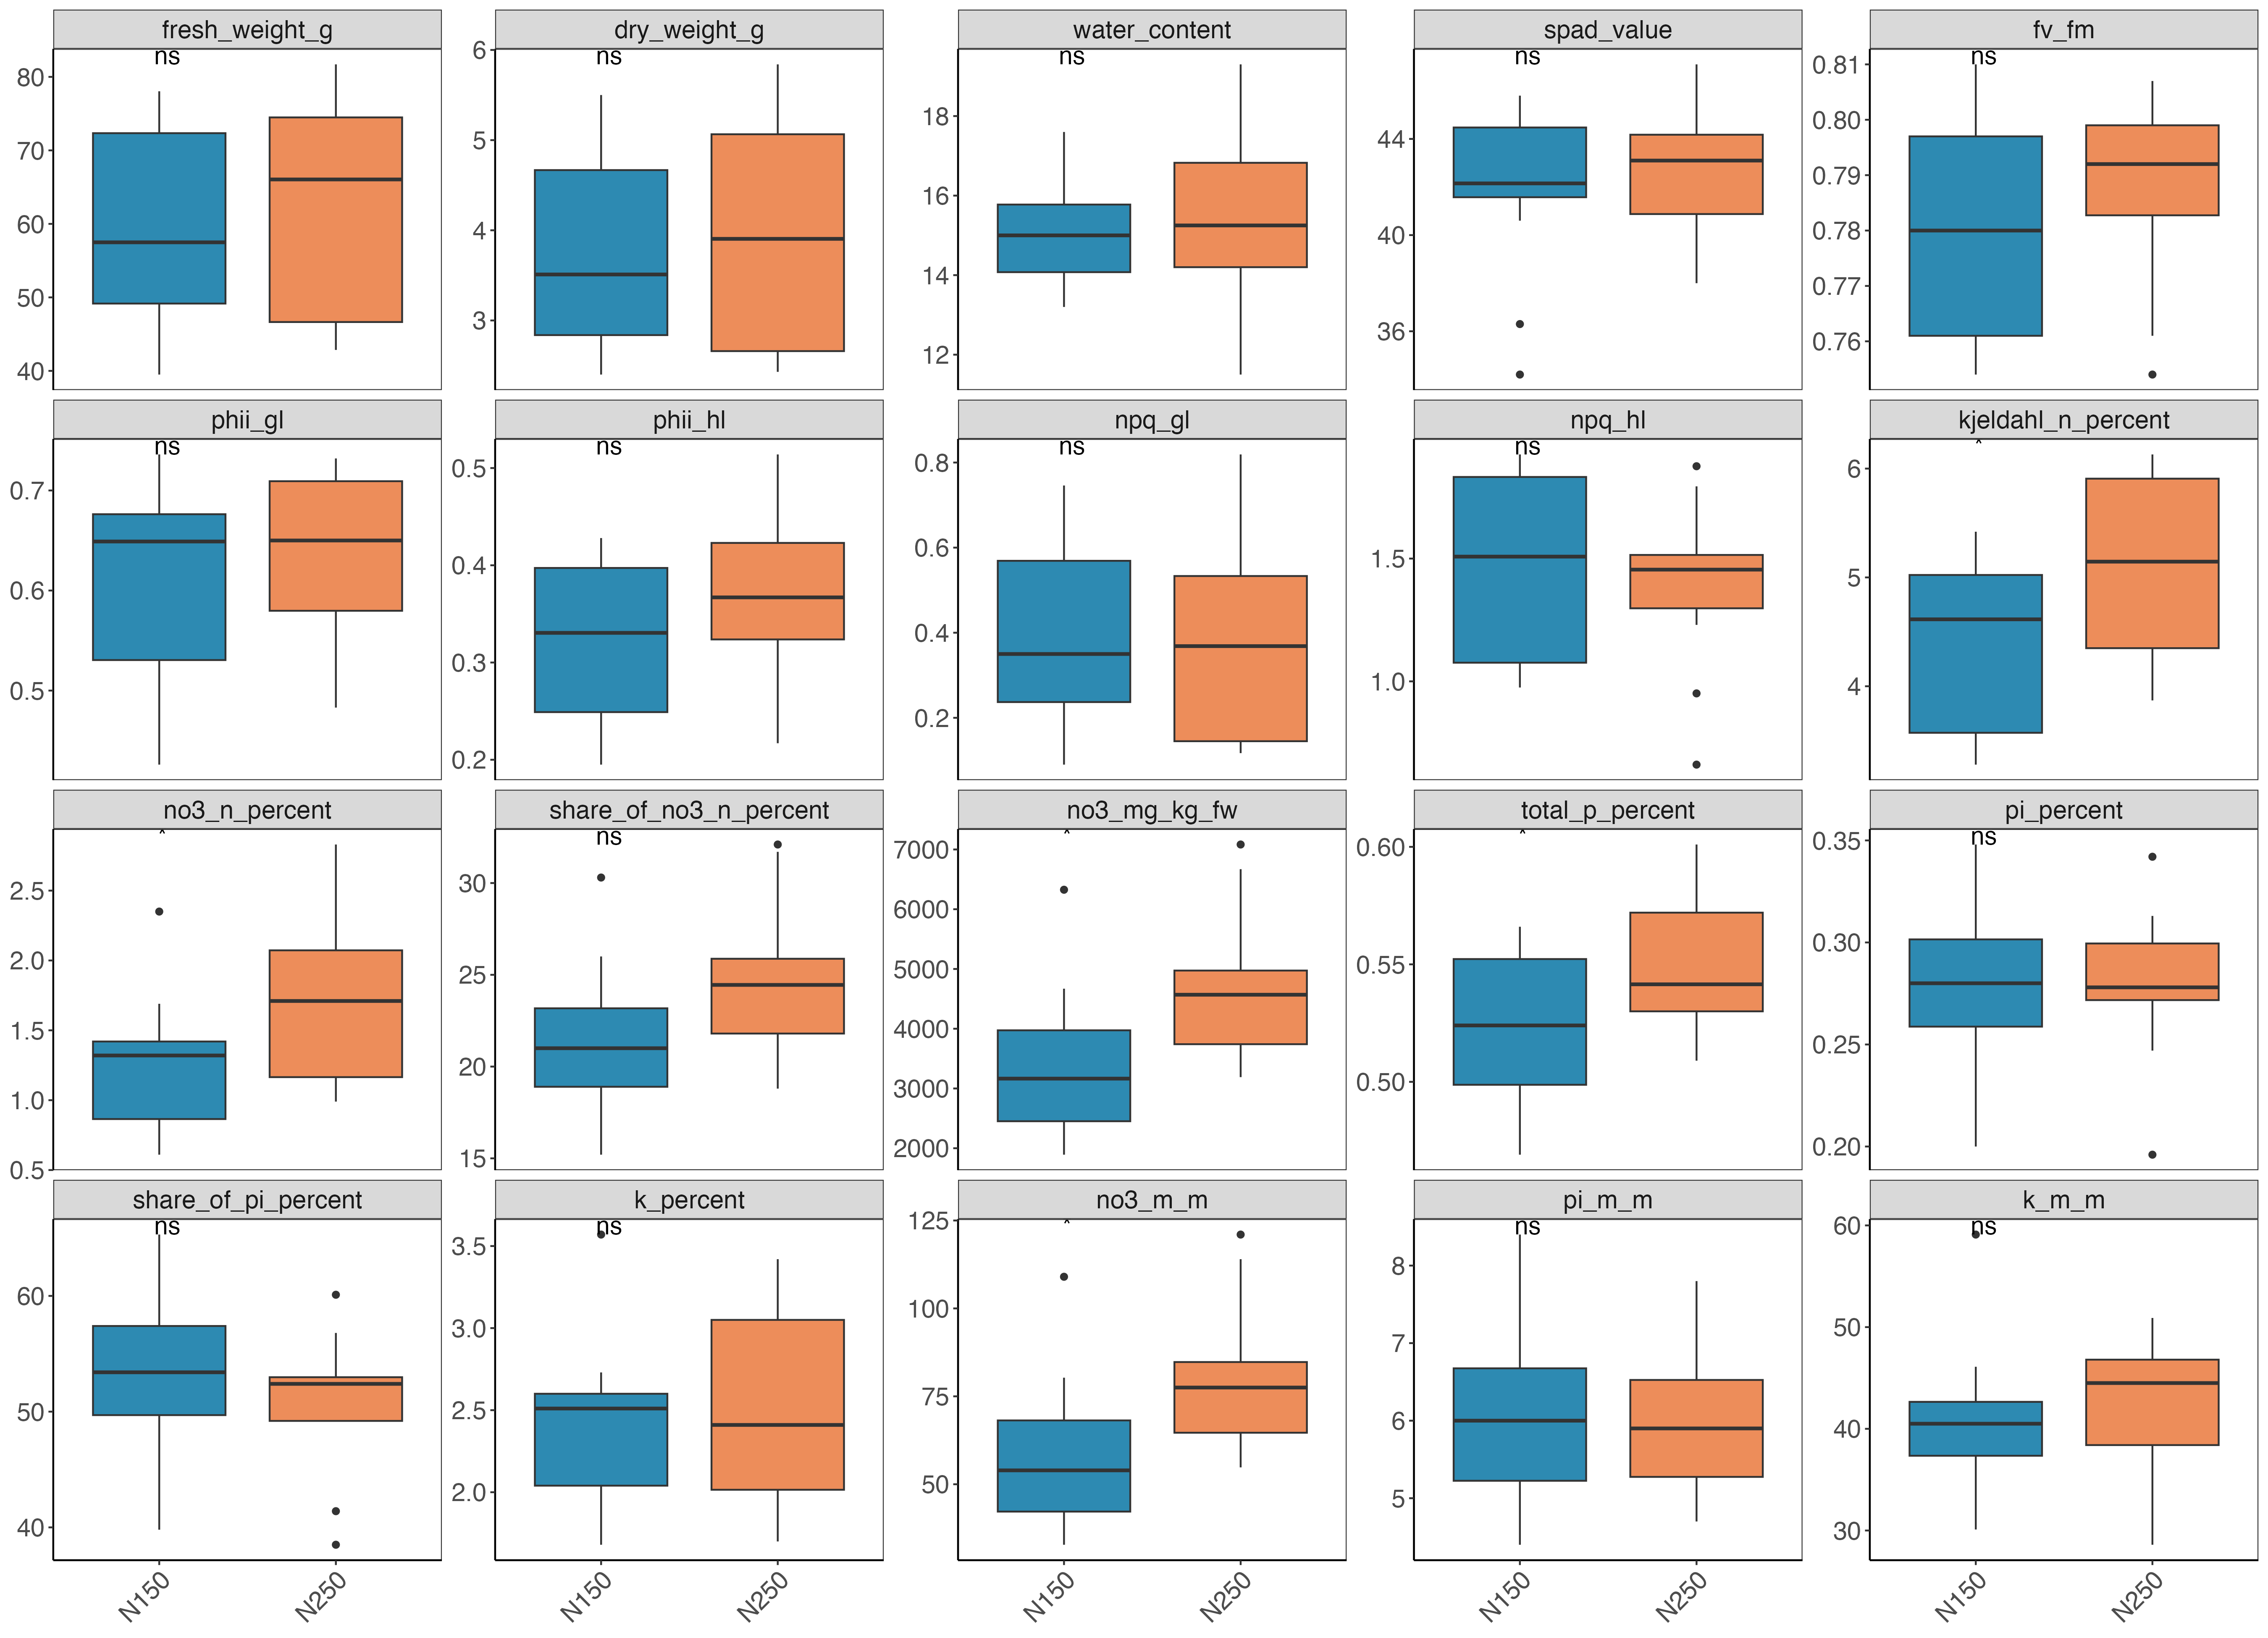 fresh_weight_g dry_weight_g water_content spad_value fv_fm
ns ns ns ns ns
80 6 18 44 0.81
70 5 16 40 0.80
60 4 14 36 0.79
50 3 12 0.78
40 0.77
0.76
phii_gl phii_hl npq_gl npq_hl kjeldahl_n_percent
ns ns ns ns *
0.7 0.5 0.8 1.5 6
0.6 0.4 0.6 1.0 5
0.5 0.3 0.4 4
0.2 0.2
no3_n_percent share_of_no3_n_percent no3_mg_kg_fw total_p_percent pi_percent
* ns * * ns
2.5 30 7000 0.60 0.35
2.0 25 6000 0.55 0.30
1.5 20 5000 0.50 0.25
1.0 15 4000 0.20
0.5 3000
2000
share_of_pi_percent k_percent no3_m_m pi_m_m k_m_m
ns ns * ns ns
60 3.5 125 8 60
50 3.0 100 7 50
40 2.5 75 6 40
2.0 50 5 30
N150 N250 N150 N250 N150 N250 N150 N250 N150 N250